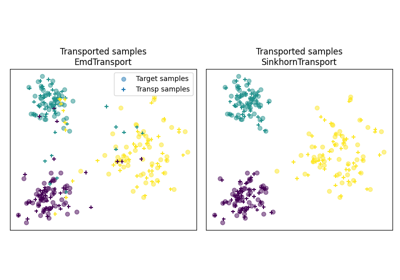 Transported samples
EmdTransport
Target samples
Transp samples
Transported samples
SinkhornTransport